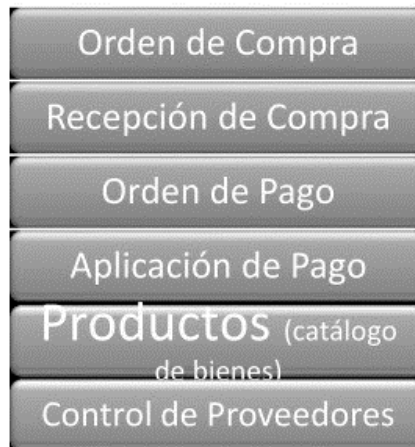 Orden de Compra
Recepción de Compra
Orden de Pago
Aplicación de Pago
Productos (catálogo
de bienes)
Control de Proveedores